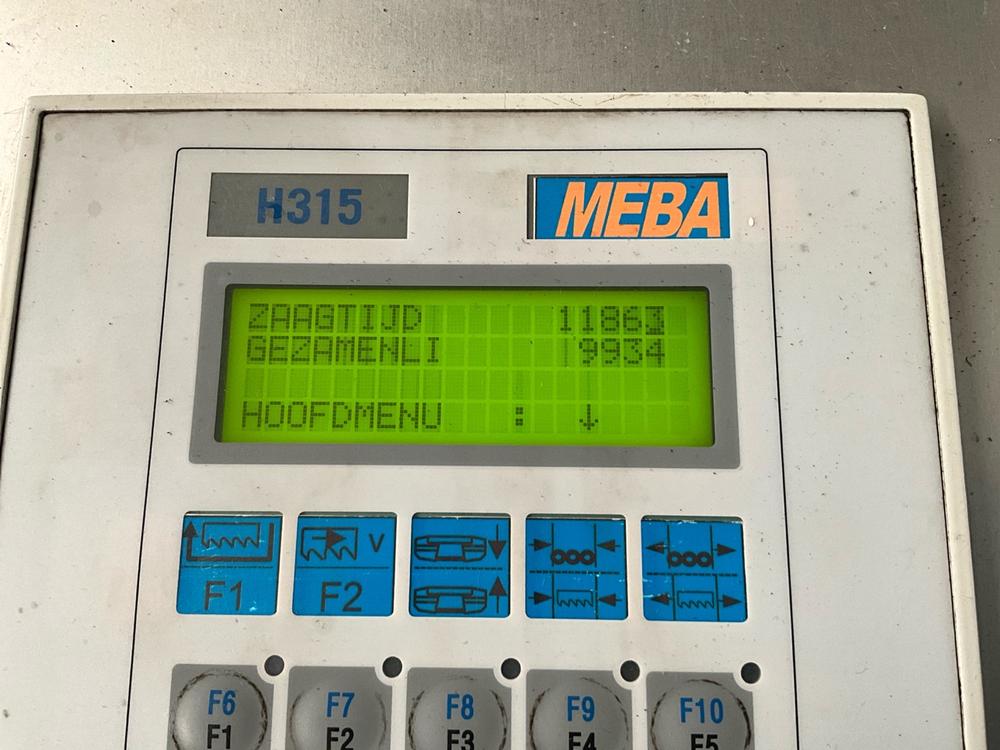 H315 MEBA
ZAAGTIJD 11863
GEZAMENLI 9934
HOOFDMENU : ↓
F1 F2 V
F6 F7 F8 F9 F10
F1 F2 F3 F4 F5